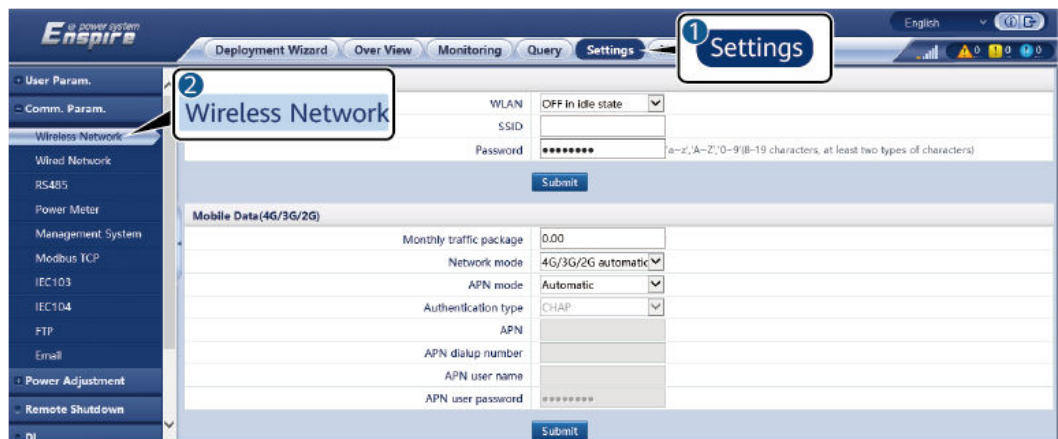 Enspire
power system
English
Deployment Wizard Over View Monitoring Query Settings
1 Settings
0 0 0
User Param.
Comm. Param.
Wireless Network
Wired Network
RS485
Power Meter
Management System
Modbus TCP
IEC103
IEC104
FTP
Email
Power Adjustment
Remote Shutdown
DI
2
Wireless Network
WLAN OFF in idle state
SSID
Password •••••••• 'a~z','A~Z','0~9'(8-19 characters, at least two types of characters)
Submit
Mobile Data(4G/3G/2G)
Monthly traffic package 0.00
Network mode 4G/3G/2G automatic
APN mode Automatic
Authentication type CHAP
APN
APN dialup number
APN user name
APN user password ••••••••
Submit